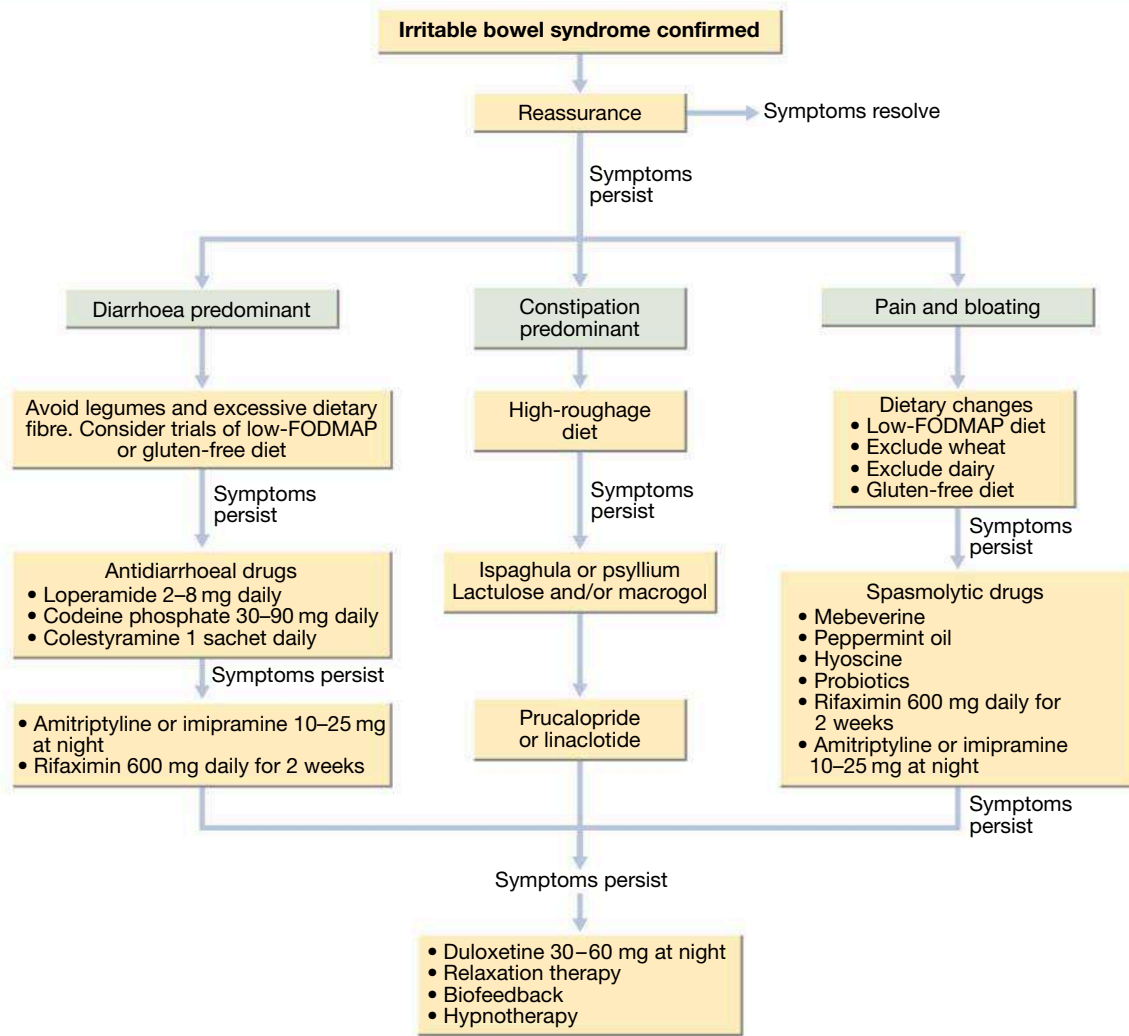 Irritable bowel syndrome confirmed
Reassurance
Symptoms resolve
Symptoms
persist
Diarrhoea predominant
Constipation
predominant
Pain and bloating
Avoid legumes and excessive dietary
fibre. Consider trials of low-FODMAP
or gluten-free diet
High-roughage
diet
Dietary changes
• Low-FODMAP diet
• Exclude wheat
• Exclude dairy
• Gluten-free diet
Symptoms
persist
Symptoms
persist
Symptoms
persist
Antidiarrhoeal drugs
• Loperamide 2–8 mg daily
• Codeine phosphate 30–90 mg daily
• Colestyramine 1 sachet daily
Ispaghula or psyllium
Lactulose and/or macrogol
Spasmolytic drugs
• Mebeverine
• Peppermint oil
• Hyoscine
• Probiotics
• Rifaximin 600 mg daily for
2 weeks
• Amitriptyline or imipramine
10–25 mg at night
Symptoms persist
• Amitriptyline or imipramine 10–25 mg
at night
• Rifaximin 600 mg daily for 2 weeks
Prucalopride
or linaclotide
Symptoms
persist
Symptoms persist
• Duloxetine 30–60 mg at night
• Relaxation therapy
• Biofeedback
• Hypnotherapy